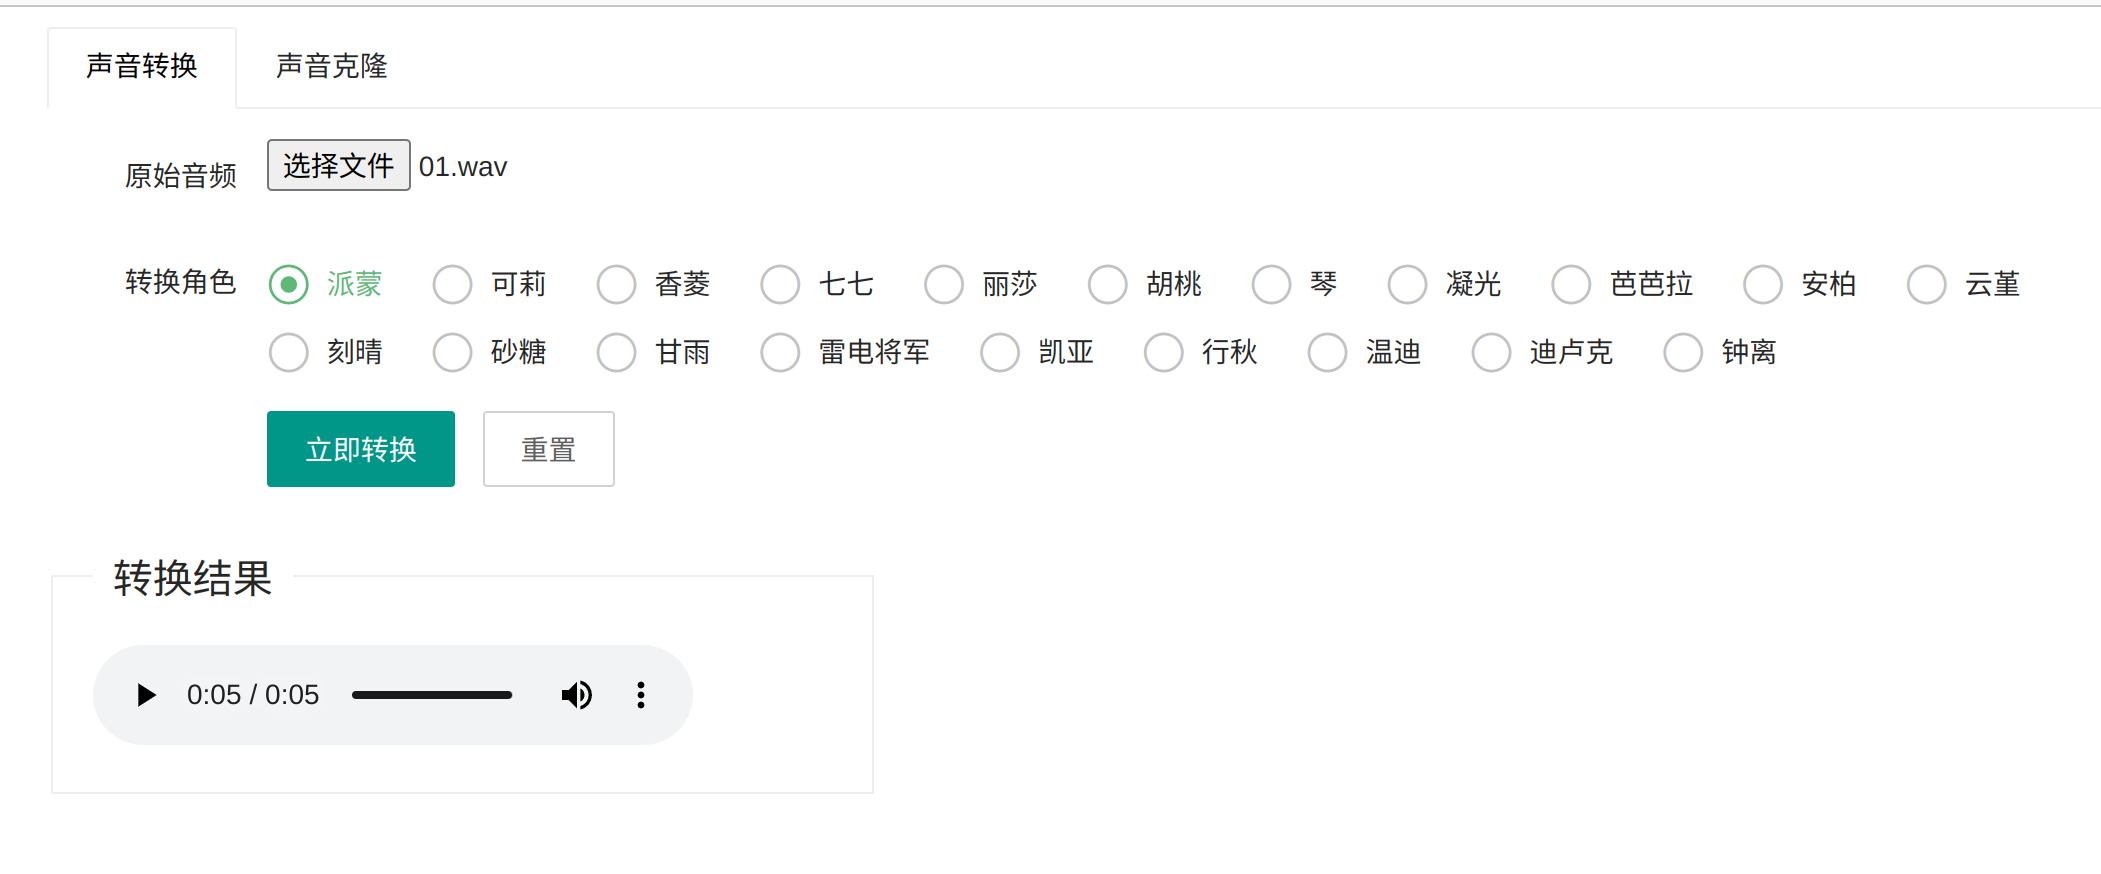 声音转换 声音克隆
原始音频 选择文件 01.wav
转换角色 派蒙 可莉 香菱 七七 丽莎 胡桃 琴 凝光 芭芭拉 安柏 云堇
刻晴 砂糖 甘雨 雷电将军 凯亚 行秋 温迪 迪卢克 钟离
立即转换 重置
转换结果
0:05 / 0:05